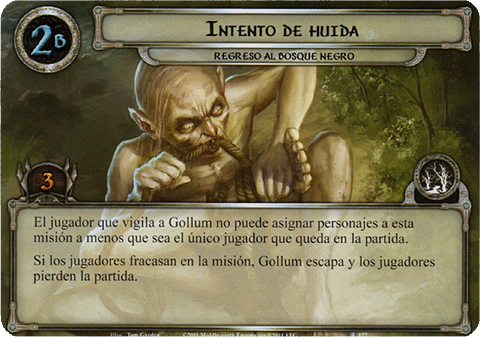 2B
INTENTO DE HUIDA
REGRESO AL BOSQUE NEGRO
3
El jugador que vigila a Gollum no puede asignar personajes a esta
misión a menos que sea el único jugador que queda en la partida.
Si los jugadores fracasan en la misión, Gollum escapa y los jugadores
pierden la partida.